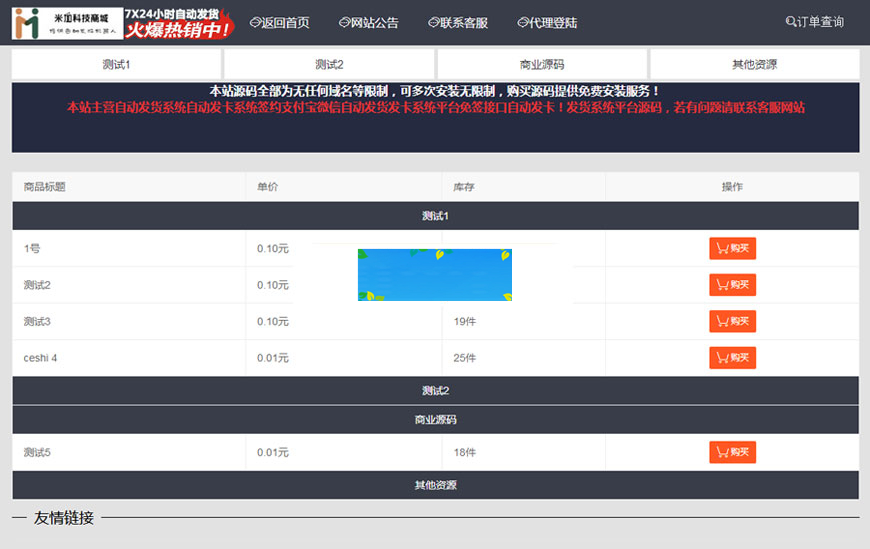 米加科技商城
7X24小时自动发货
火爆热销中！
返回首页
网站公告
联系客服
代理登陆
订单查询
测试1
测试2
商业源码
其他资源
本站源码全部为无任何域名等限制，可多次安装无限制，购买源码提供免费安装服务！
本站主营自动发货系统自动发卡系统签约支付宝微信自动发货发卡系统平台免签接口自动发卡！发货系统平台源码，若有问题请联系客服网站
商品标题 单价 库存 操作
测试1
1号 0.10元 购买
测试2 0.10元 购买
测试3 0.10元 19件 购买
ceshi 4 0.01元 25件 购买
测试2
商业源码
测试5 0.01元 18件 购买
其他资源
友情链接